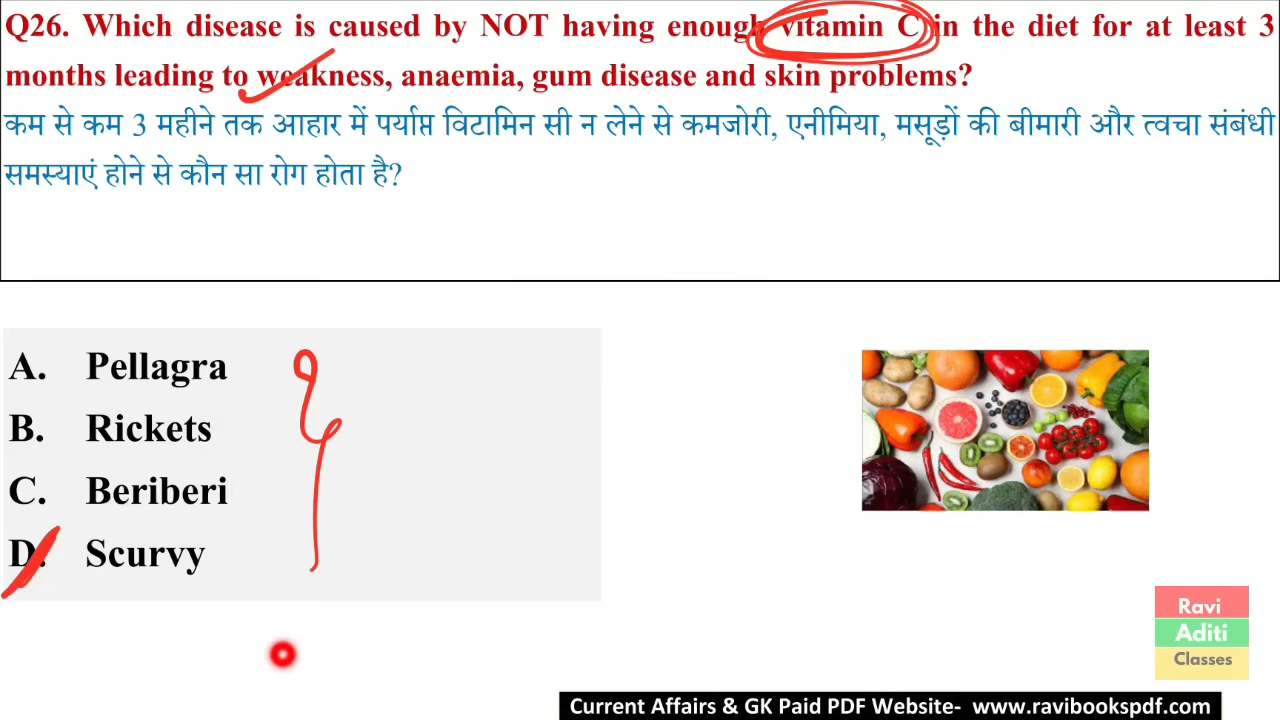 Q26. Which disease is caused by NOT having enough vitamin C in the diet for at least 3
months leading to weakness, anaemia, gum disease and skin problems?
कम से कम 3 महीने तक आहार में पर्याप्त विटामिन सी न लेने से कमजोरी, एनीमिया, मसूड़ों की बीमारी और त्वचा संबंधी
समस्याएं होने से कौन सा रोग होता है?
A. Pellagra
B. Rickets
C. Beriberi
D. Scurvy
Ravi
Aditi
Classes
Current Affairs & GK Paid PDF Website- www.ravibookspdf.com